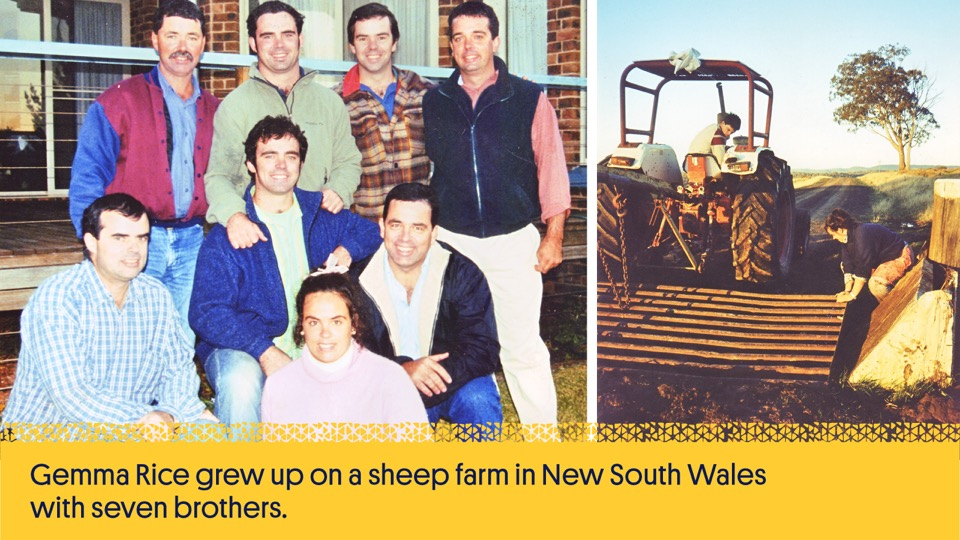 Gemma Rice grew up on a sheep farm in New South Wales
with seven brothers.